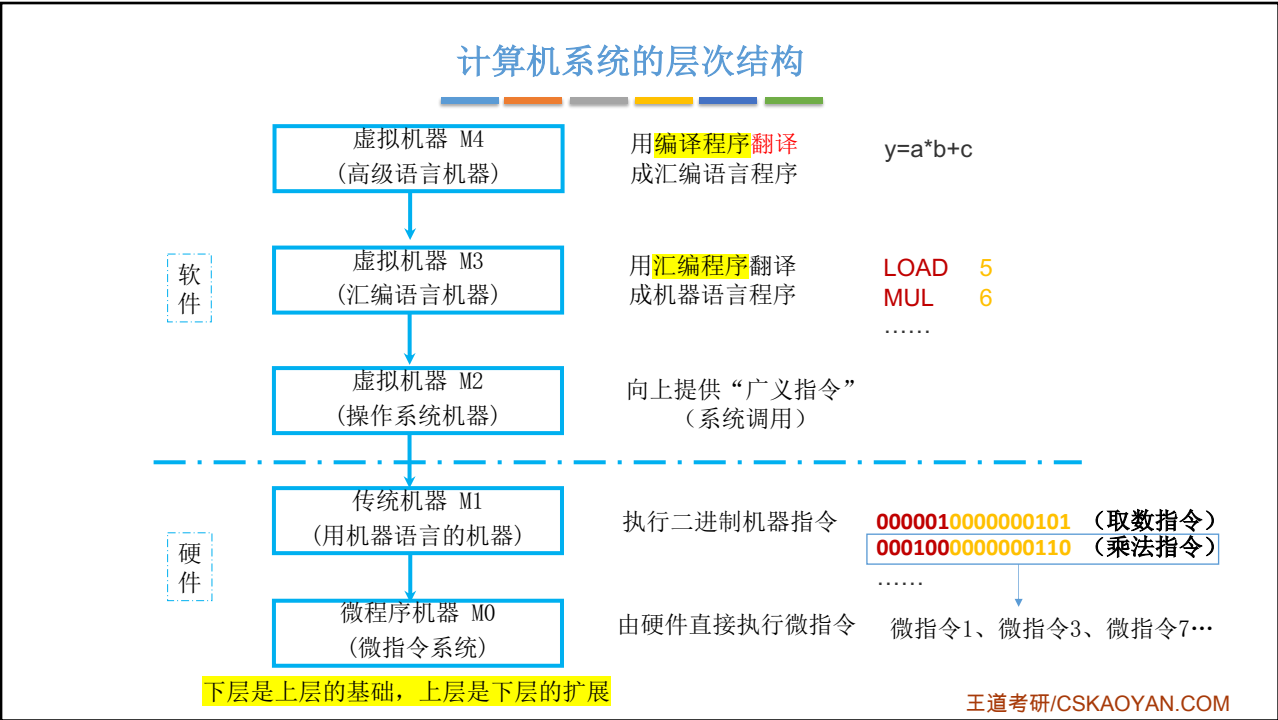 计算机系统的层次结构
虚拟机器 M4
(高级语言机器)
用编译程序翻译
成汇编语言程序
y=a*b+c
软
件
虚拟机器 M3
(汇编语言机器)
用汇编程序翻译
成机器语言程序
LOAD 5
MUL 6
……
虚拟机器 M2
(操作系统机器)
向上提供“广义指令”
（系统调用）
硬
件
传统机器 M1
(用机器语言的机器)
执行二进制机器指令
0000010000000101 （取数指令）
0001000000000110 （乘法指令）
……
微程序机器 M0
(微指令系统)
由硬件直接执行微指令
微指令1、微指令3、微指令7…
下层是上层的基础，上层是下层的扩展
王道考研/CSKAOYAN.COM